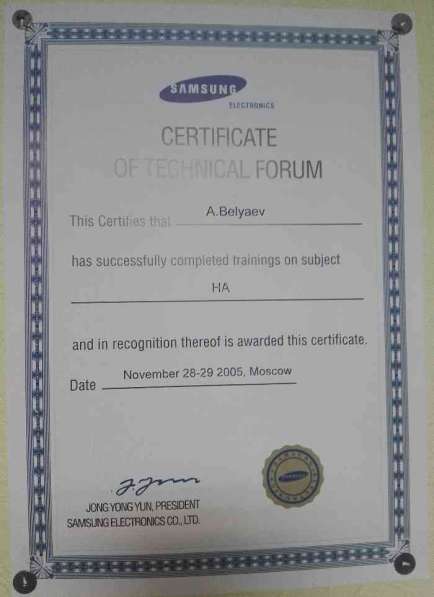 SAMSUNG
ELECTRONICS
CERTIFICATE
OF TECHNICAL FORUM
This Certifies that A.Belyaev
has successfully completed trainings on subject
HA
and in recognition thereof is awarded this certificate.
Date November 28-29 2005, Moscow
JONG YONG YUN, PRESIDENT
SAMSUNG ELECTRONICS CO., LTD.
SAMSUNG